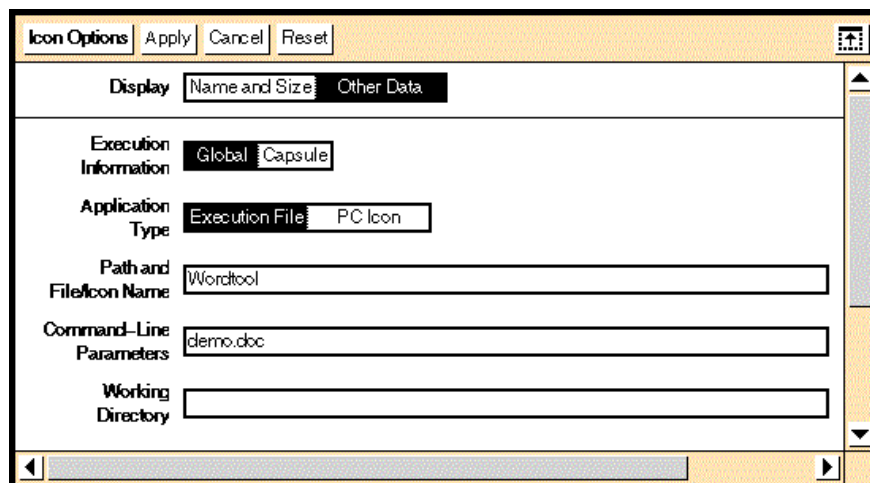 Icon Options Apply Cancel Reset
Display Name and Size Other Data
Execution
Information Global Capsule
Application
Type Execution File PC Icon
Path and
File/Icon Name Wordtool
Command-Line
Parameters demo.doc
Working
Directory